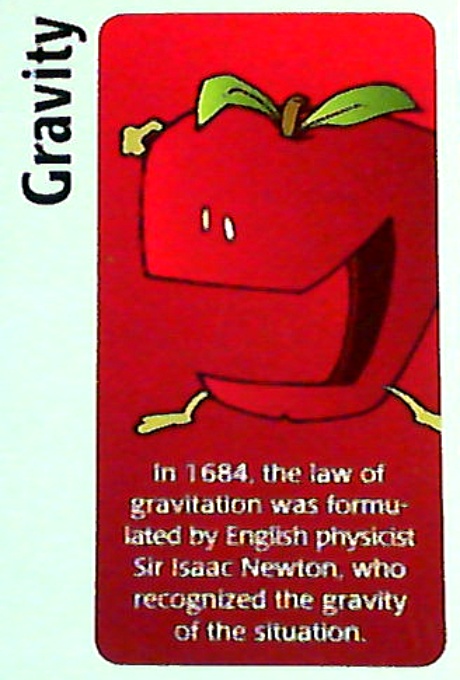 Gravity
In 1684, the law of
gravitation was formu-
lated by English physicist
Sir Isaac Newton, who
recognized the gravity
of the situation.